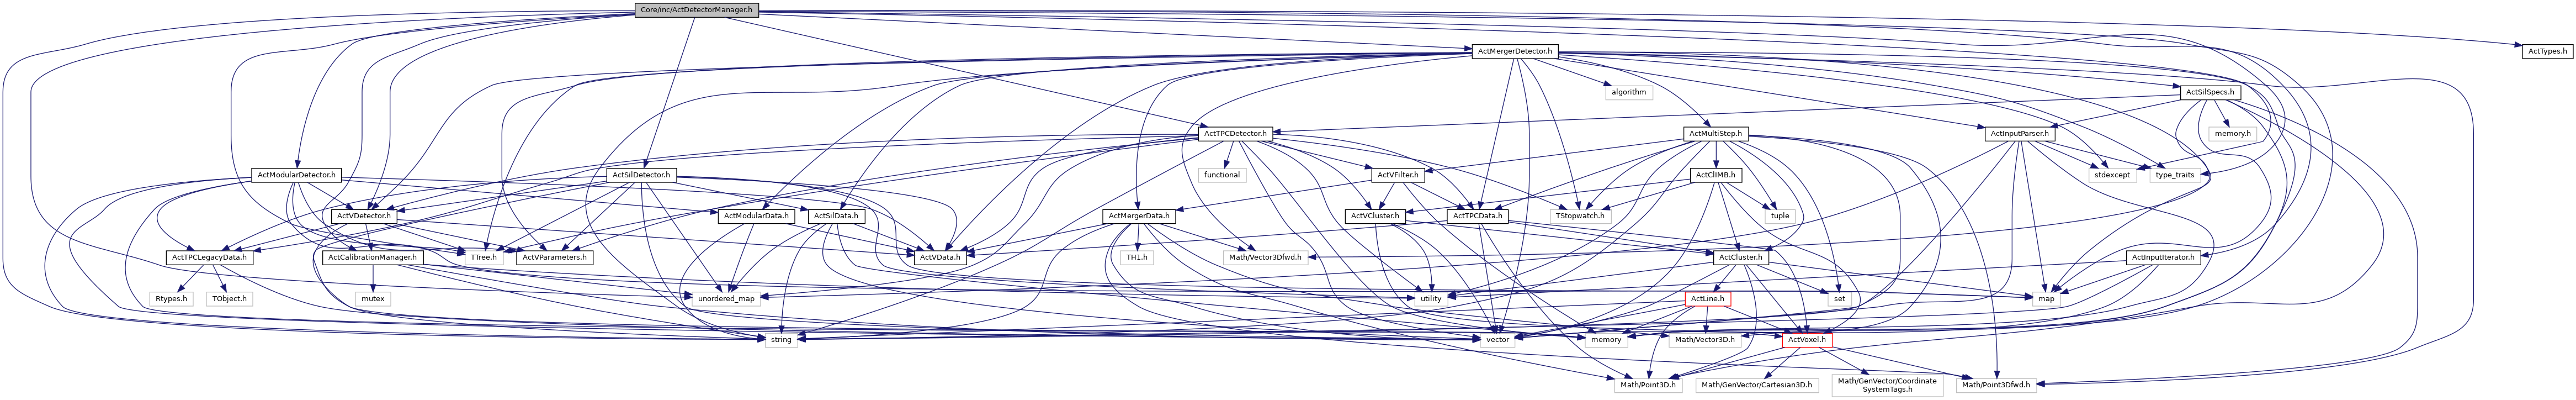 Core/inc/ActDetectorManager.h
ActMergerDetector.h
ActTypes.h
algorithm
ActSilSpecs.h
ActTPCDetector.h
ActMultiStep.h
ActInputParser.h
memory.h
ActModularDetector.h
ActSilDetector.h
functional
ActVFilter.h
ActCIIMB.h
stdexcept
type_traits
ActVDetector.h
ActModularData.h
ActSilData.h
ActMergerData.h
ActVCluster.h
ActTPCData.h
TStopwatch.h
tuple
ActTPCLegacyData.h
ActCalibrationManager.h
TTree.h
ActVParameters.h
ActVData.h
TH1.h
Math/Vector3Dfwd.h
ActCluster.h
ActInputIterator.h
Rtypes.h
TObject.h
mutex
unordered_map
utility
ActLine.h
set
map
string
vector
memory
Math/Vector3D.h
ActVoxel.h
Math/Point3D.h
Math/GenVector/Cartesian3D.h
Math/GenVector/Coordinate
SystemTags.h
Math/Point3Dfwd.h